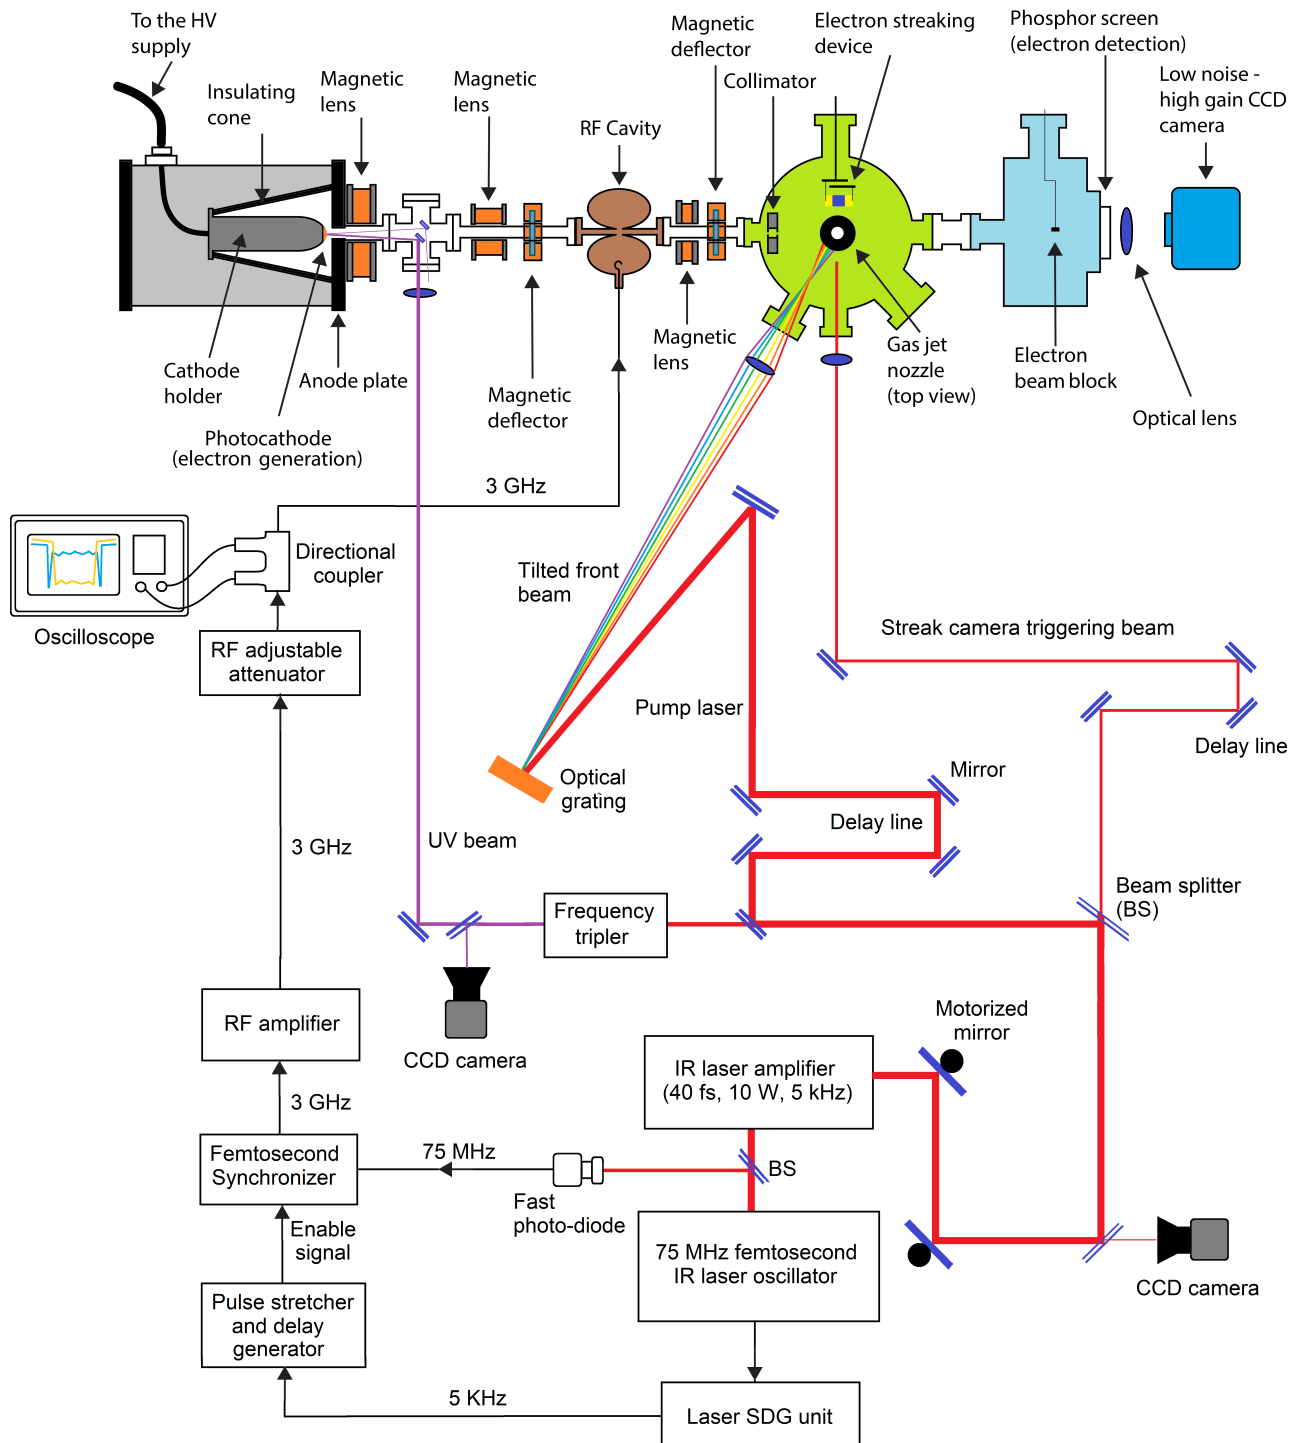 To the HV
supply
Insulating
cone
Magnetic
lens
Magnetic
lens
RF Cavity
Magnetic
deflector
Collimator
Electron streaking
device
Phosphor screen
(electron detection)
Low noise -
high gain CCD
camera
Cathode
holder
Anode plate
Photocathode
(electron generation)
Magnetic
deflector
Magnetic
lens
Gas jet
nozzle
(top view)
Electron
beam block
Optical lens
3 GHz
Directional
coupler
Oscilloscope
RF adjustable
attenuator
Tilted front
beam
Streak camera triggering beam
Pump laser
Delay line
Optical
grating
Mirror
Delay line
UV beam
3 GHz
Beam splitter
(BS)
Frequency
tripler
CCD camera
RF amplifier
Motorized
mirror
IR laser amplifier
(40 fs, 10 W, 5 kHz)
3 GHz
Femtosecond
Synchronizer
75 MHz
BS
Fast
photo-diode
Enable
signal
75 MHz femtosecond
IR laser oscillator
CCD camera
Pulse stretcher
and delay
generator
5 KHz
Laser SDG unit